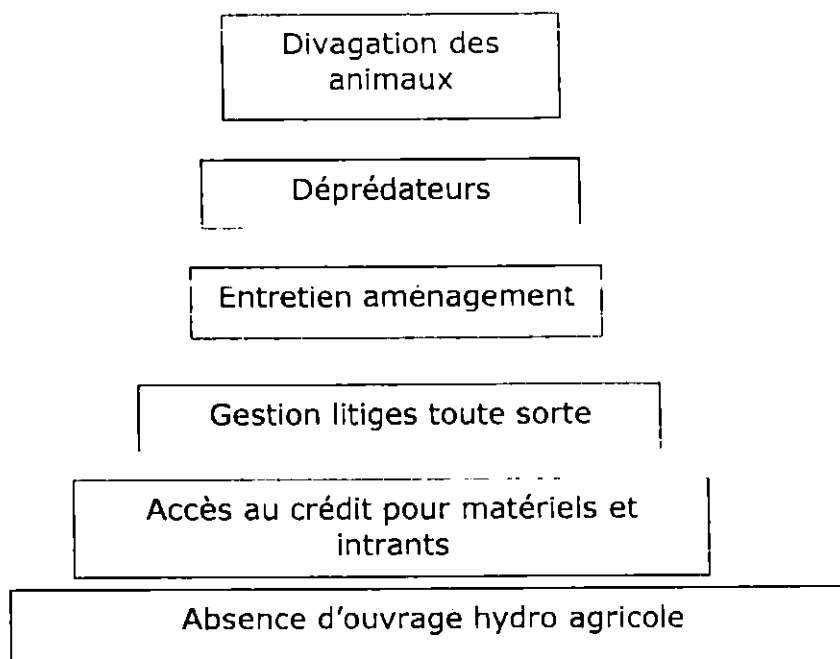 Divagation des
animaux
Déprédateurs
Entretien aménagement
Gestion litiges toute sorte
Accès au crédit pour matériels et
intrants
Absence d'ouvrage hydro agricole